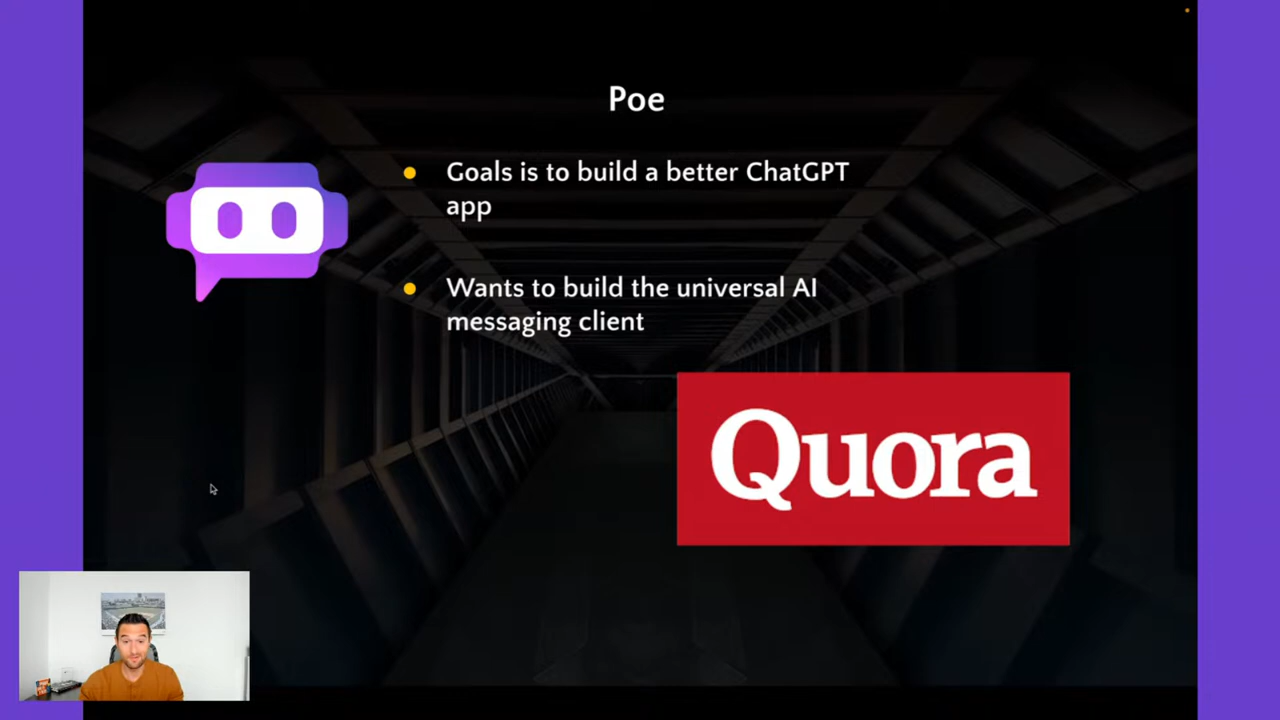 Poe
Goals is to build a better ChatGPT
app
Wants to build the universal AI
messaging client
Quora